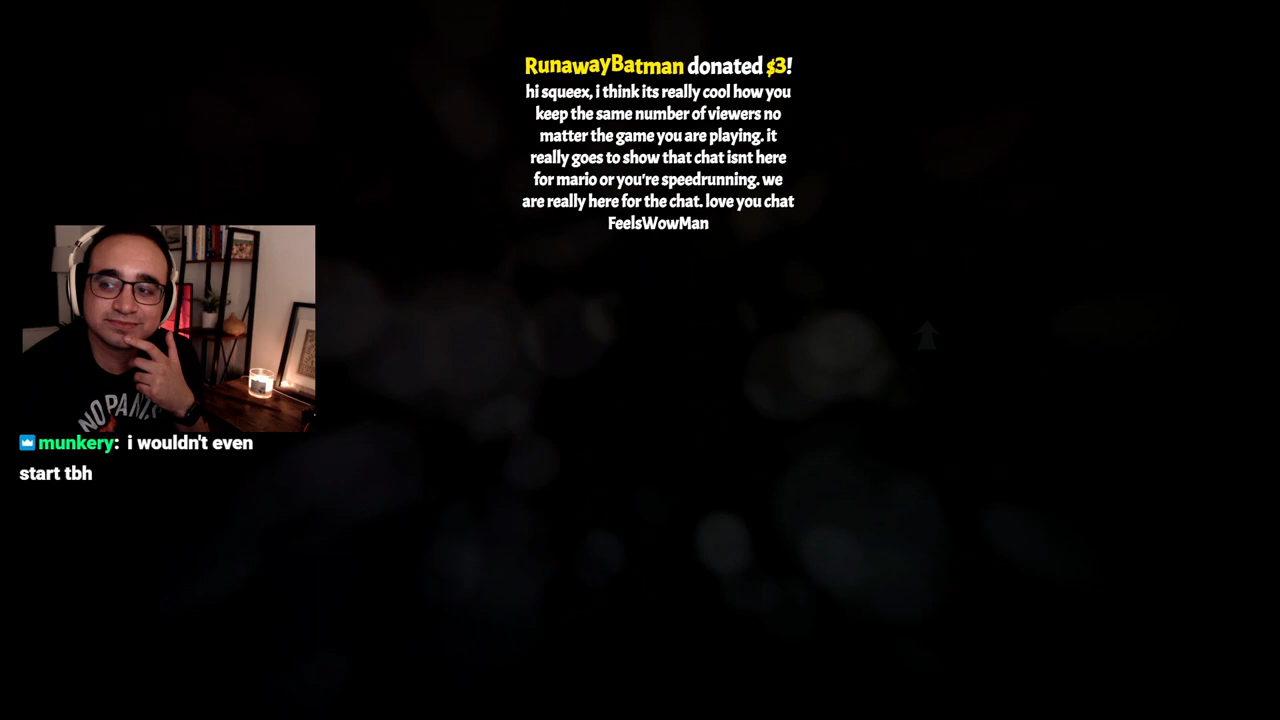 RunawayBatman donated $3!
hi squeex, i think its really cool how you
keep the same number of viewers no
matter the game you are playing. it
really goes to show that chat isnt here
for mario or you're speedrunning. we
are really here for the chat. love you chat
FeelsWowMan
NO PANIC
munkery: i wouldn't even
start tbh